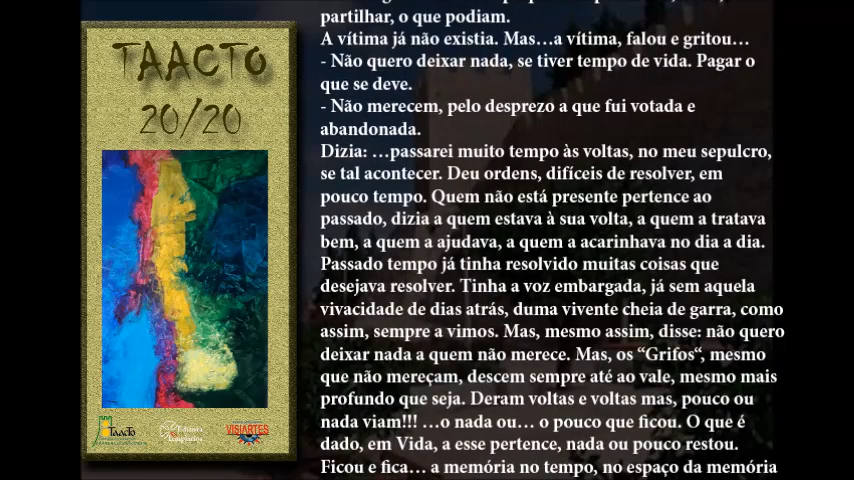 TAACTO
20/20
Taacto
Editora
Templários
VISIARTES
partilhar, o que podiam.
A vítima já não existia. Mas…a vítima, falou e gritou…
- Não quero deixar nada, se tiver tempo de vida. Pagar o
que se deve.
- Não merecem, pelo desprezo a que fui votada e
abandonada.
Dizia: …passarei muito tempo às voltas, no meu sepulcro,
se tal acontecer. Deu ordens, difíceis de resolver, em
pouco tempo. Quem não está presente pertence ao
passado, dizia a quem estava à sua volta, a quem a tratava
bem, a quem a ajudava, a quem a acarinhava no dia a dia.
Passado tempo já tinha resolvido muitas coisas que
desejava resolver. Tinha a voz embargada, já sem aquela
vivacidade de dias atrás, duma vivente cheia de garra, como
assim, sempre a vimos. Mas, mesmo assim, disse: não quero
deixar nada a quem não merece. Mas, os “Grifos“, mesmo
que não mereçam, descem sempre até ao vale, mesmo mais
profundo que seja. Deram voltas e voltas mas, pouco ou
nada viam!!! …o nada ou… o pouco que ficou. O que é
dado, em Vida, a esse pertence, nada ou pouco restou.
Ficou e fica… a memória no tempo, no espaço da memória